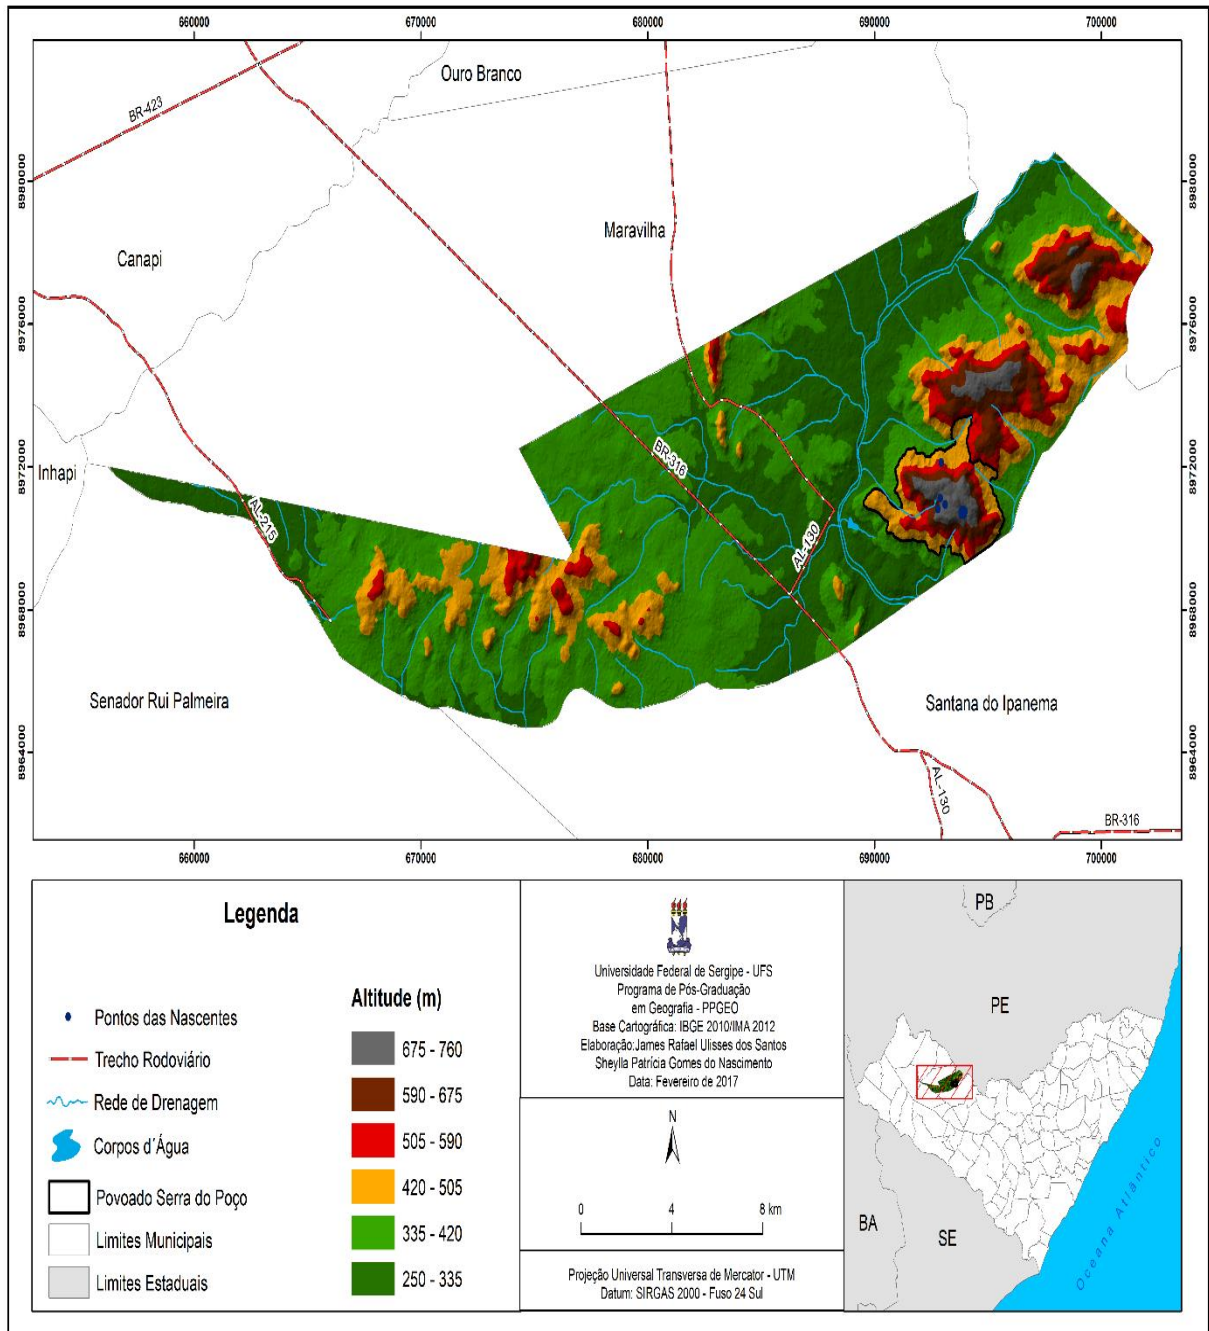 660000
670000
680000
690000
700000
8980000
8976000
8972000
8968000
8964000
8980000
8976000
8972000
8968000
8964000
BR-423
Ouro Branco
Maravilha
Canapi
Inhapi
AL-215
BR-316
AL-130
Senador Rui Palmeira
Santana do Ipanema
AL-130
BR-316
660000
670000
680000
690000
700000
Legenda
Pontos das Nascentes
Trecho Rodoviário
Rede de Drenagem
Corpos d´Água
Povoado Serra do Poço
Limites Municipais
Limites Estaduais
Altitude (m)
675 - 760
590 - 675
505 - 590
420 - 505
335 - 420
250 - 335
Universidade Federal de Sergipe - UFS
Programa de Pós-Graduação
em Geografia - PPGEO
Base Cartográfica: IBGE 2010/IMA 2012
Elaboração:James Rafael Ulisses dos Santos
Sheylla Patrícia Gomes do Nascimento
Data: Fevereiro de 2017
N
0 4 8 km
Projeção Universal Transversa de Mercator - UTM
Datum: SIRGAS 2000 - Fuso 24 Sul
PB
PE
BA
SE
Oceana Atlântico